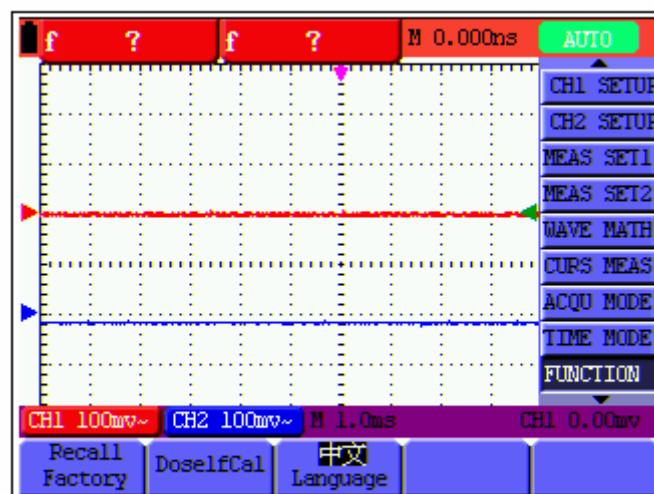 f ? f ? M 0.000ns AUTO
CH1 SETUP
CH2 SETUP
MEAS SET1
MEAS SET2
WAVE MATH
CURS MEAS
ACQU MODE
TIME MODE
FUNCTION
CH1 100mv~ CH2 100mv~ M 1.0ms CH1 0.00mv
Recall Factory
DoselfCal
中文 Language